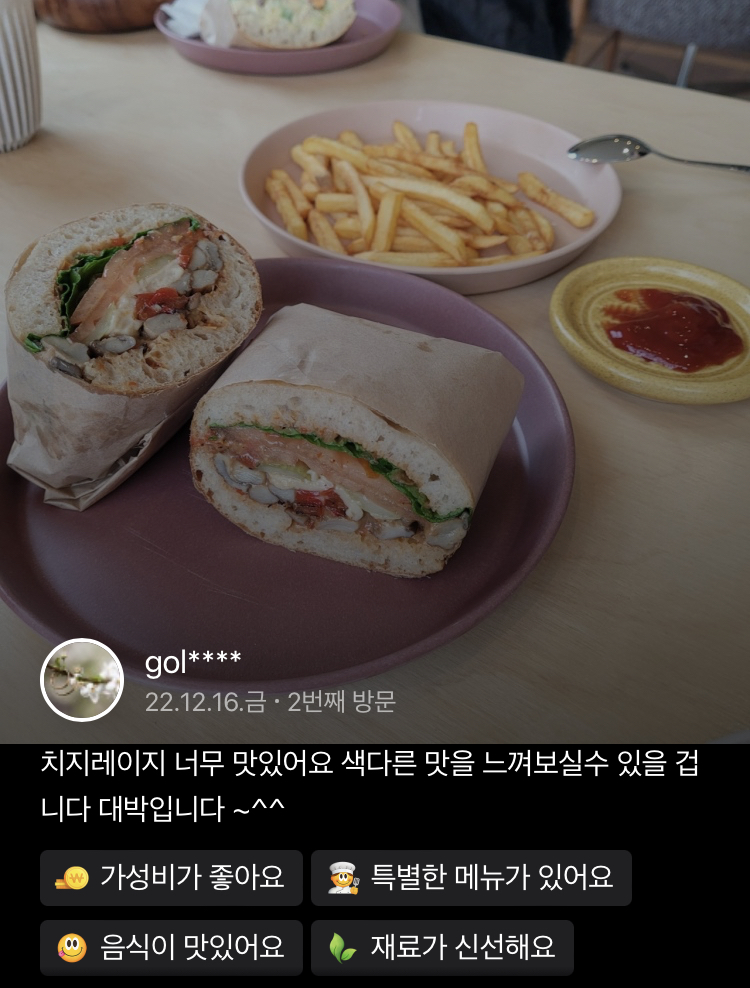 gol****
22.12.16.금 · 2번째 방문
치지레이지 너무 맛있어요 색다른 맛을 느껴보실수 있을 겁
니다 대박입니다 ~^^
가성비가 좋아요 특별한 메뉴가 있어요
음식이 맛있어요 재료가 신선해요